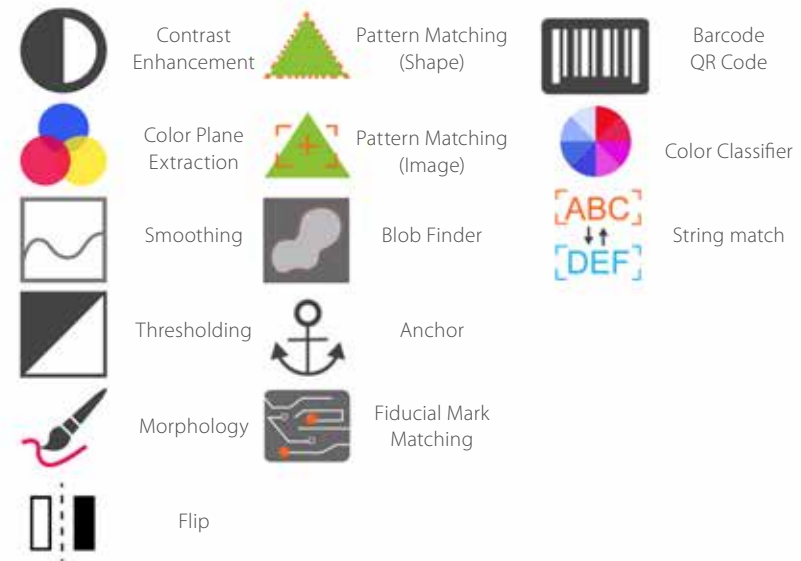 Contrast
Enhancement
Color Plane
Extraction
Smoothing
Thresholding
Morphology
Flip
Pattern Matching
(Shape)
Pattern Matching
(Image)
Blob Finder
Anchor
Fiducial Mark
Matching
Barcode
QR Code
Color Classifier
ABC
DEF
String match